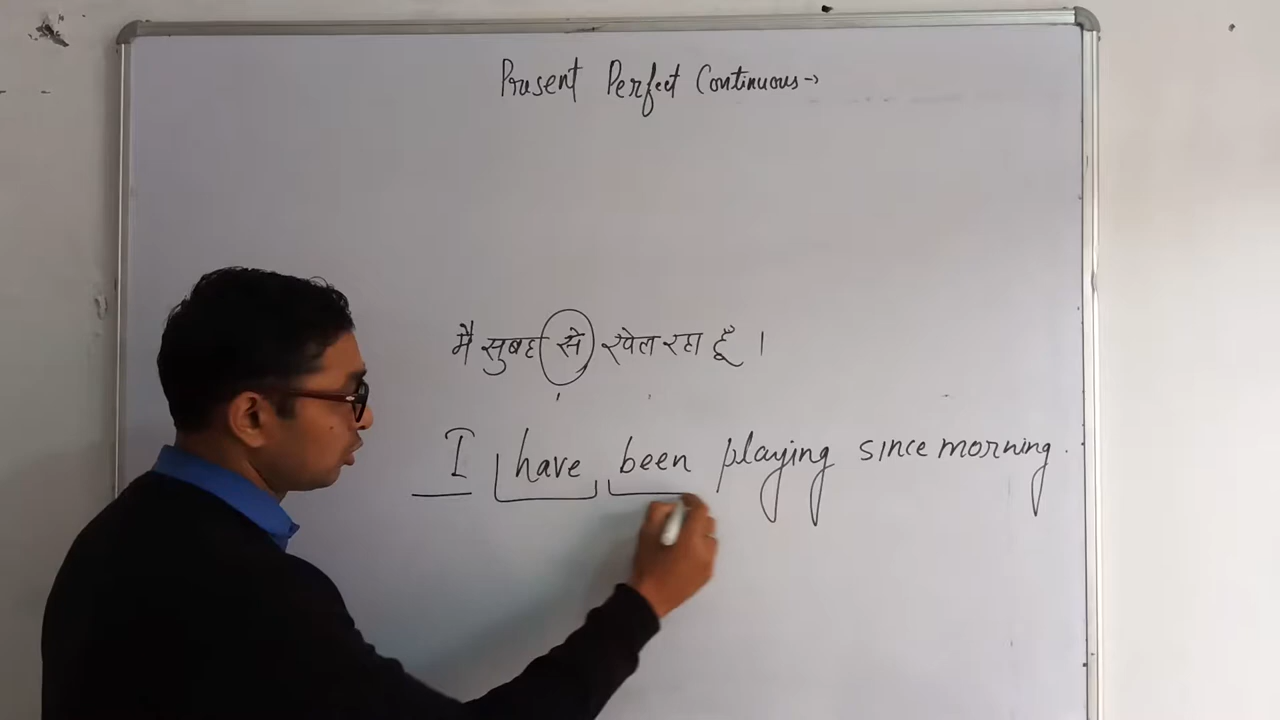 Present Perfect Continuous→
मैं सुबह से खेल रहा हूँ ।
I have been playing since morning.